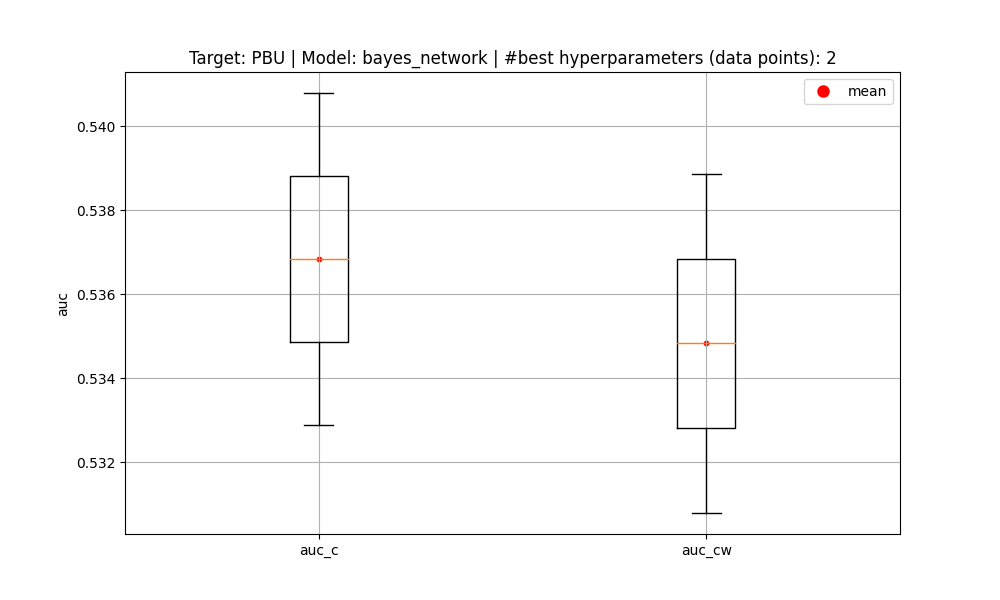 Target: PBU | Model: bayes_network | #best hyperparameters (data points): 2
mean
0.540
0.538
0.536
0.534
0.532
auc
auc_c
auc_cw